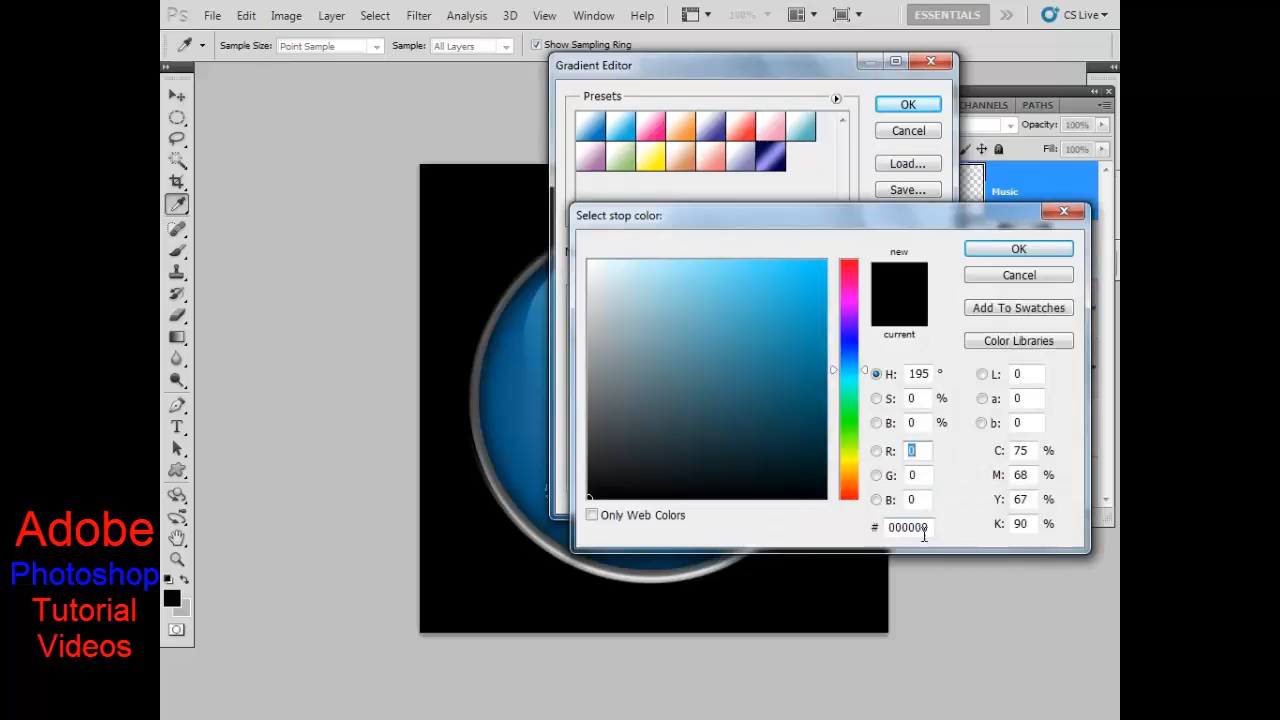 Ps File Edit Image Layer Select Filter Analysis 3D View Window Help 100% ESSENTIALS CS Live
Sample Size: Point Sample Sample: All Layers Show Sampling Ring
Gradient Editor
Presets
OK
Cancel
Load...
Save...
CHANNELS PATHS
Opacity: 100%
Fill: 100%
Music
Select stop color:
new
current
OK
Cancel
Add To Swatches
Color Libraries
H: 195 °
S: 0 %
B: 0 %
R: 0
G: 0
B: 0
# 000000
L: 0
a: 0
b: 0
C: 75 %
M: 68 %
Y: 67 %
K: 90 %
Only Web Colors
Adobe
Photoshop
Tutorial
Videos